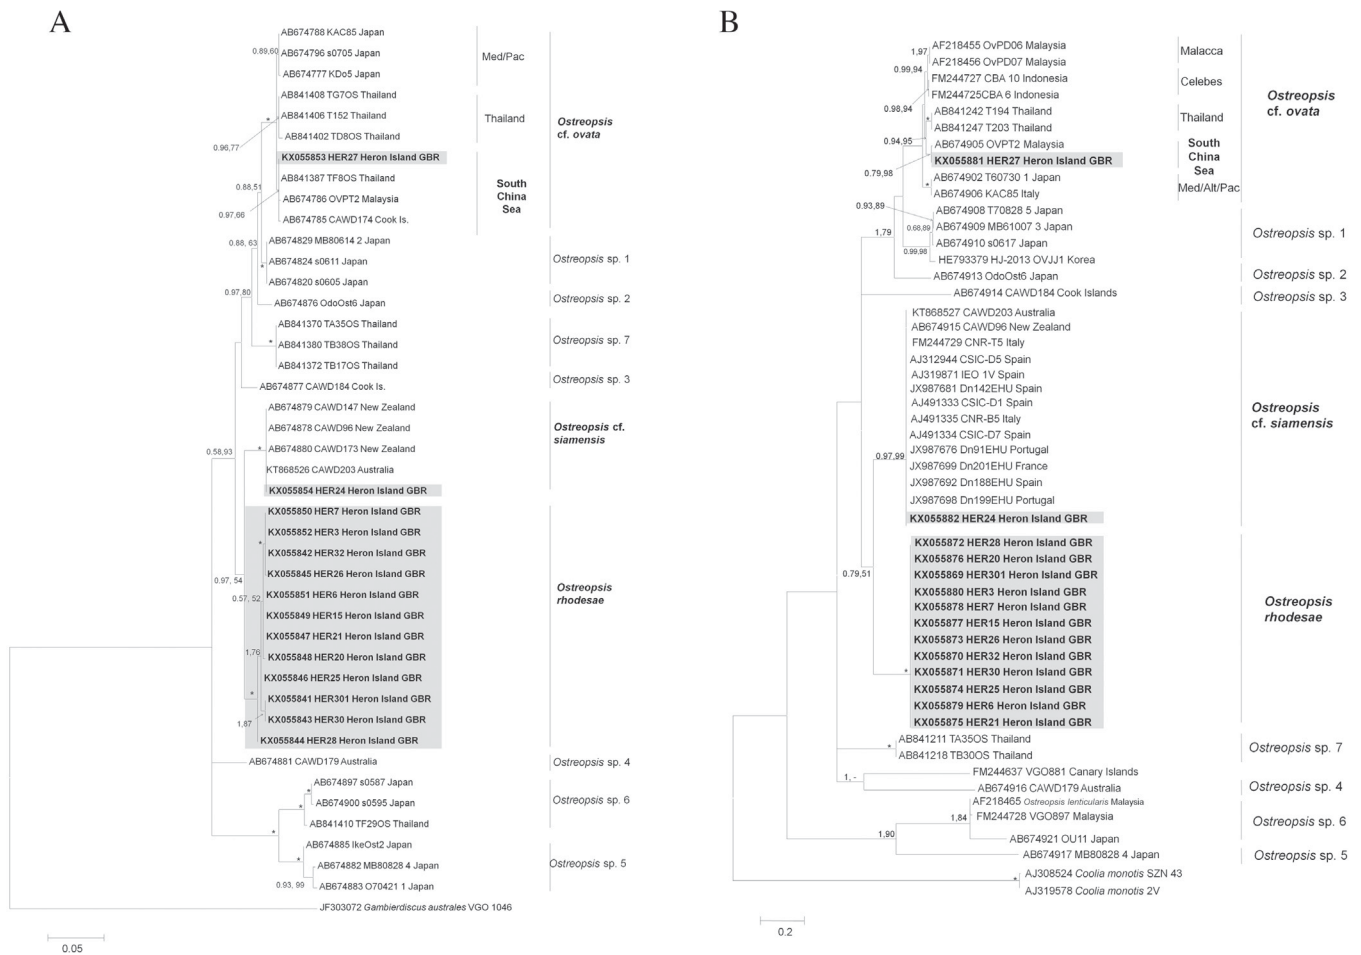 A
AB674788 KAC85 Japan
0.89,60
AB674796 s0705 Japan
Med/Pac
AB674777 KDo5 Japan
AB841408 TG7OS Thailand
AB841406 T152 Thailand
Thailand
*
Ostreopsis
cf. ovata
AB841402 TD8OS Thailand
0.96,77
KX055853 HER27 Heron Island GBR
AB841387 TF8OS Thailand
South
China
Sea
0.88,51
AB674786 OVPT2 Malaysia
0.97,66
AB674785 CAWD174 Cook Is.
AB674829 MB80614 2 Japan
0.88, 63
AB674824 s0611 Japan
Ostreopsis sp. 1
*
AB674820 s0605 Japan
0.97,80
AB674876 OdoOst6 Japan
Ostreopsis sp. 2
AB841370 TA35OS Thailand
*
AB841380 TB38OS Thailand
Ostreopsis sp. 7
AB841372 TB17OS Thailand
AB674877 CAWD184 Cook Is.
Ostreopsis sp. 3
AB674879 CAWD147 New Zealand
AB674878 CAWD96 New Zealand
Ostreopsis cf.
siamensis
*
AB674880 CAWD173 New Zealand
0.58,93
KT868526 CAWD203 Australia
KX055854 HER24 Heron Island GBR
KX055850 HER7 Heron Island GBR
KX055852 HER3 Heron Island GBR
*
KX055842 HER32 Heron Island GBR
KX055845 HER26 Heron Island GBR
0.97, 54
KX055851 HER6 Heron Island GBR
0.57, 52
Ostreopsis
rhodesae
KX055849 HER15 Heron Island GBR
KX055847 HER21 Heron Island GBR
1,76
KX055848 HER20 Heron Island GBR
KX055846 HER25 Heron Island GBR
*
KX055841 HER301 Heron Island GBR
KX055843 HER30 Heron Island GBR
1,87
KX055844 HER28 Heron Island GBR
AB674881 CAWD179 Australia
Ostreopsis sp. 4
AB674897 s0587 Japan
*
AB674900 s0595 Japan
Ostreopsis sp. 6
*
AB841410 TF29OS Thailand
*
AB674885 IkeOst2 Japan
*
AB674882 MB80828 4 Japan
Ostreopsis sp. 5
0.93, 99
AB674883 O70421 1 Japan
JF303072 Gambierdiscus australes VGO 1046
0.05
B
AF218455 OvPD06 Malaysia
1,97
Malacca
AF218456 OvPD07 Malaysia
0.99,94
FM244727 CBA 10 Indonesia
Celebes
FM244725CBA 6 Indonesia
Ostreopsis
cf. ovata
0.98,94
AB841242 T194 Thailand
*
Thailand
AB841247 T203 Thailand
0.94,95
AB674905 OVPT2 Malaysia
South
China
Sea
KX055881 HER27 Heron Island GBR
0.79,98
AB674902 T60730 1 Japan
*
Med/Alt/Pac
AB674906 KAC85 Italy
0.93,89
AB674908 T70828 5 Japan
AB674909 MB61007 3 Japan
0.68,89
1,79
Ostreopsis sp. 1
AB674910 s0617 Japan
0.99,98
HE793379 HJ-2013 OVJJ1 Korea
AB674913 OdoOst6 Japan
Ostreopsis sp. 2
AB674914 CAWD184 Cook Islands
Ostreopsis sp. 3
KT868527 CAWD203 Australia
AB674915 CAWD96 New Zealand
FM244729 CNR-T5 Italy
AJ312944 CSIC-D5 Spain
AJ319871 IEO 1V Spain
JX987681 Dn142EHU Spain
AJ491333 CSIC-D1 Spain
Ostreopsis
cf. siamensis
AJ491335 CNR-B5 Italy
AJ491334 CSIC-D7 Spain
JX987676 Dn91EHU Portugal
0.97,99
JX987699 Dn201EHU France
JX987692 Dn188EHU Spain
JX987698 Dn199EHU Portugal
KX055882 HER24 Heron Island GBR
KX055872 HER28 Heron Island GBR
KX055876 HER20 Heron Island GBR
0.79,51
KX055869 HER301 Heron Island GBR
KX055880 HER3 Heron Island GBR
KX055878 HER7 Heron Island GBR
Ostreopsis
rhodesae
KX055877 HER15 Heron Island GBR
KX055873 HER26 Heron Island GBR
KX055870 HER32 Heron Island GBR
*
KX055871 HER30 Heron Island GBR
KX055874 HER25 Heron Island GBR
KX055879 HER6 Heron Island GBR
KX055875 HER21 Heron Island GBR
AB841211 TA35OS Thailand
*
Ostreopsis sp. 7
AB841218 TB30OS Thailand
FM244637 VGO881 Canary Islands
1, -
AB674916 CAWD179 Australia
Ostreopsis sp. 4
AF218465 Ostreopsis lenticularis Malaysia
1,84
FM244728 VGO897 Malaysia
Ostreopsis sp. 6
1,90
AB674921 OU11 Japan
AB674917 MB80828 4 Japan
Ostreopsis sp. 5
AJ308524 Coolia monotis SZN 43
*
AJ319578 Coolia monotis 2V
0.2